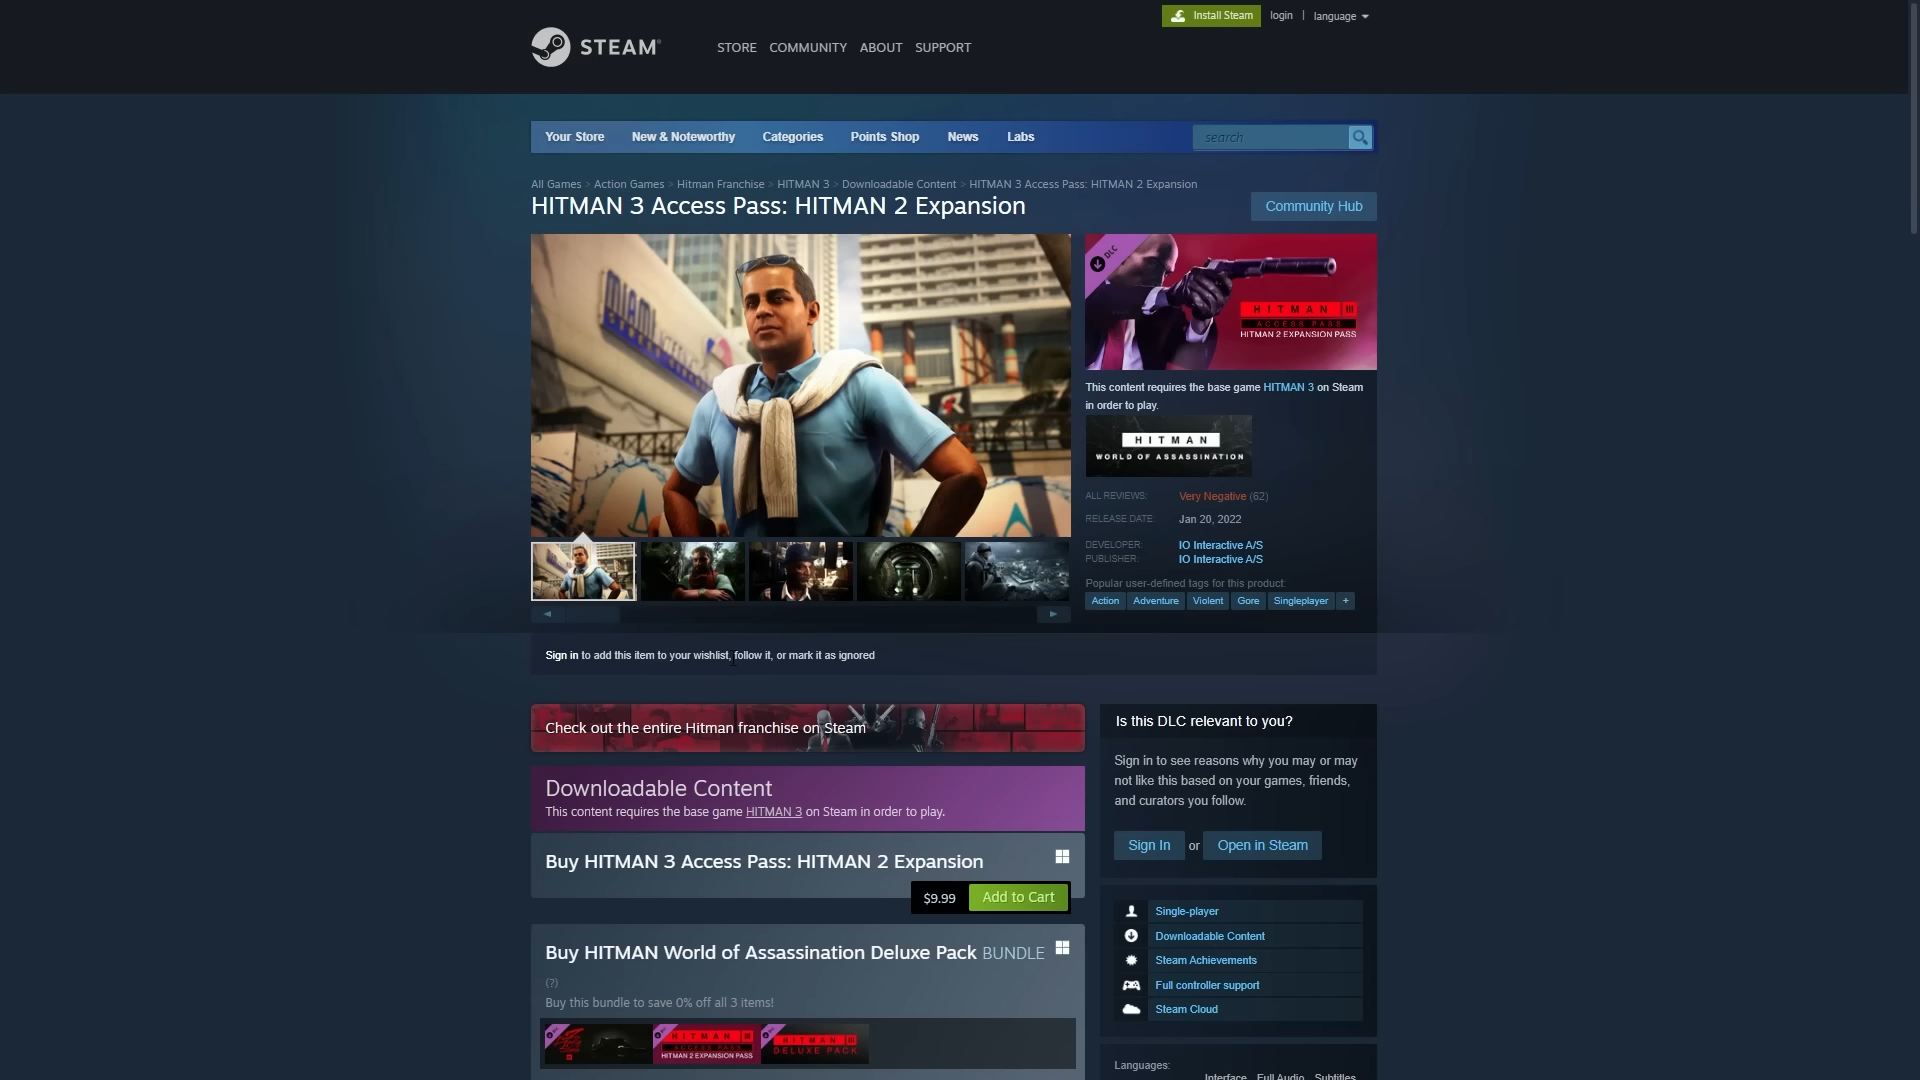 Install Steam login | language
STEAM®
STORE COMMUNITY ABOUT SUPPORT
Your Store New & Noteworthy Categories Points Shop News Labs search
All Games > Action Games > Hitman Franchise > HITMAN 3 > Downloadable Content > HITMAN 3 Access Pass: HITMAN 2 Expansion
HITMAN 3 Access Pass: HITMAN 2 Expansion
Community Hub
MIAMI
DLC
HITMAN III
ACCESS PASS
HITMAN 2 EXPANSION PASS
This content requires the base game HITMAN 3 on Steam
in order to play.
HITMAN
WORLD OF ASSASSINATION
ALL REVIEWS: Very Negative (62)
RELEASE DATE: Jan 20, 2022
DEVELOPER: IO Interactive A/S
PUBLISHER: IO Interactive A/S
Popular user-defined tags for this product:
Action Adventure Violent Gore Singleplayer +
Sign in to add this item to your wishlist, follow it, or mark it as ignored
Check out the entire Hitman franchise on Steam
Downloadable Content
This content requires the base game HITMAN 3 on Steam in order to play.
Buy HITMAN 3 Access Pass: HITMAN 2 Expansion
$9.99 Add to Cart
Buy HITMAN World of Assassination Deluxe Pack BUNDLE
(?)
Buy this bundle to save 0% off all 3 items!
HITMAN III
ACCESS PASS
HITMAN 2 EXPANSION PASS
HITMAN III
DELUXE PACK
Is this DLC relevant to you?
Sign in to see reasons why you may or may
not like this based on your games, friends,
and curators you follow.
Sign In or Open in Steam
Single-player
Downloadable Content
Steam Achievements
Full controller support
Steam Cloud
Languages:
Interface Full Audio Subtitles